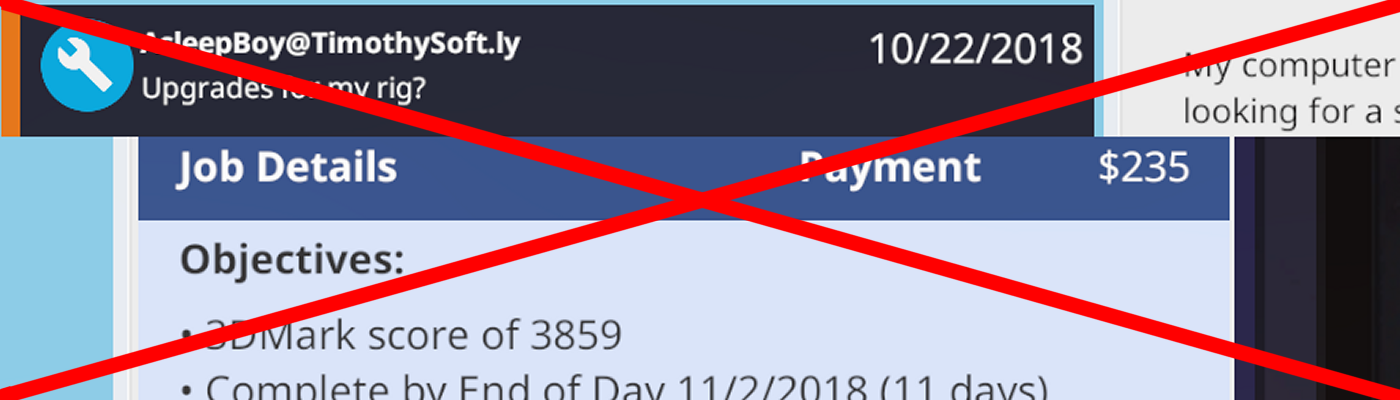 AsleepBoy@TimothySoft.ly
10/22/2018
Upgrades for my rig?
My computer
looking for a s
Job Details
Payment
$235
Objectives:
• 3DMark score of 3859
• Complete by End of Day 11/2/2018 (11 days)